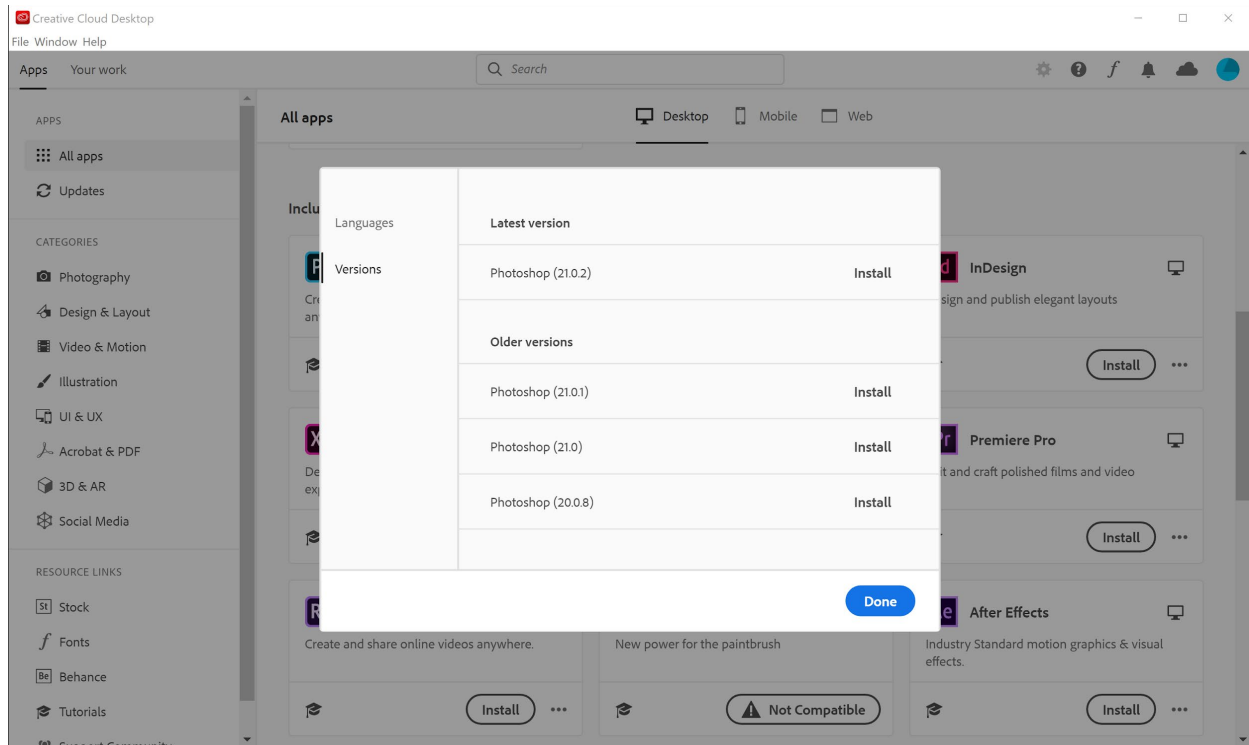 Creative Cloud Desktop
File Window Help
Apps Your work
Search
APPS
All apps
Updates
CATEGORIES
Photography
Design & Layout
Video & Motion
Illustration
UI & UX
Acrobat & PDF
3D & AR
Social Media
RESOURCE LINKS
St Stock
Fonts
Be Behance
Tutorials
All apps
Desktop Mobile Web
Languages
Versions
Latest version
Photoshop (21.0.2) Install
Older versions
Photoshop (21.0.1) Install
Photoshop (21.0) Install
Photoshop (20.0.8) Install
Done
InDesign
sign and publish elegant layouts
Install
Premiere Pro
it and craft polished films and video
Install
Create and share online videos anywhere.
Install
New power for the paintbrush
Not Compatible
After Effects
Industry Standard motion graphics & visual
effects.
Install